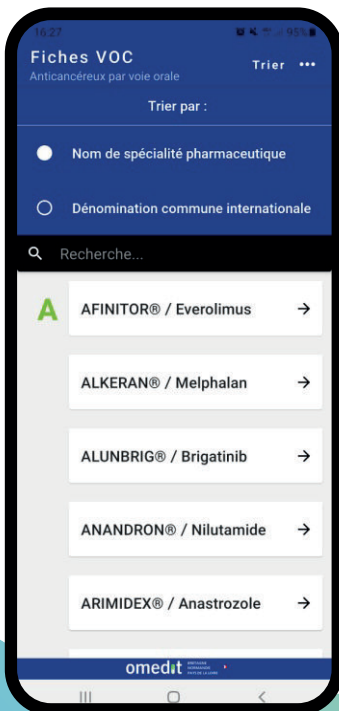 16:27 95%
Fiches VOC
Trier •••
Anticancéreux par voie orale
Trier par :
Nom de spécialité pharmaceutique
Dénomination commune internationale
Recherche...
A
AFINITOR® / Everolimus →
ALKERAN® / Melphalan →
ALUNBRIG® / Brigatinib →
ANANDRON® / Nilutamide →
ARIMIDEX® / Anastrozole →
omedit